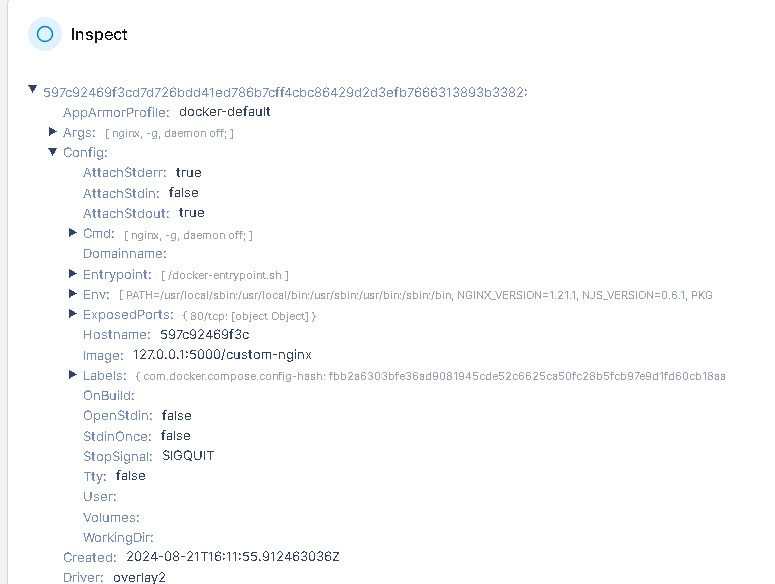 Inspect
597c92469f3cd7d726bdd41ed786b7cff4cbc86429d2d3efb7666313893b3382:
AppArmorProfile: docker-default
Args: [ nginx, -g, daemon off; ]
Config:
AttachStderr: true
AttachStdin: false
AttachStdout: true
Cmd: [ nginx, -g, daemon off; ]
Domainname:
Entrypoint: [ /docker-entrypoint.sh ]
Env: [ PATH=/usr/local/sbin:/usr/local/bin:/usr/sbin:/usr/bin:/sbin:/bin, NGINX_VERSION=1.21.1, NJS_VERSION=0.6.1, PKG
ExposedPorts: { 80/tcp: [object Object] }
Hostname: 597c92469f3c
Image: 127.0.0.1:5000/custom-nginx
Labels: { com.docker.compose.config-hash: fbb2a6303bfe36ad9081945cde52c6625ca50fc28b5fcb97e9d1fd60cb18aa
OnBuild:
OpenStdin: false
StdinOnce: false
StopSignal: SIGQUIT
Tty: false
User:
Volumes:
WorkingDir:
Created: 2024-08-21T16:11:55.912463036Z
Driver: overlay2